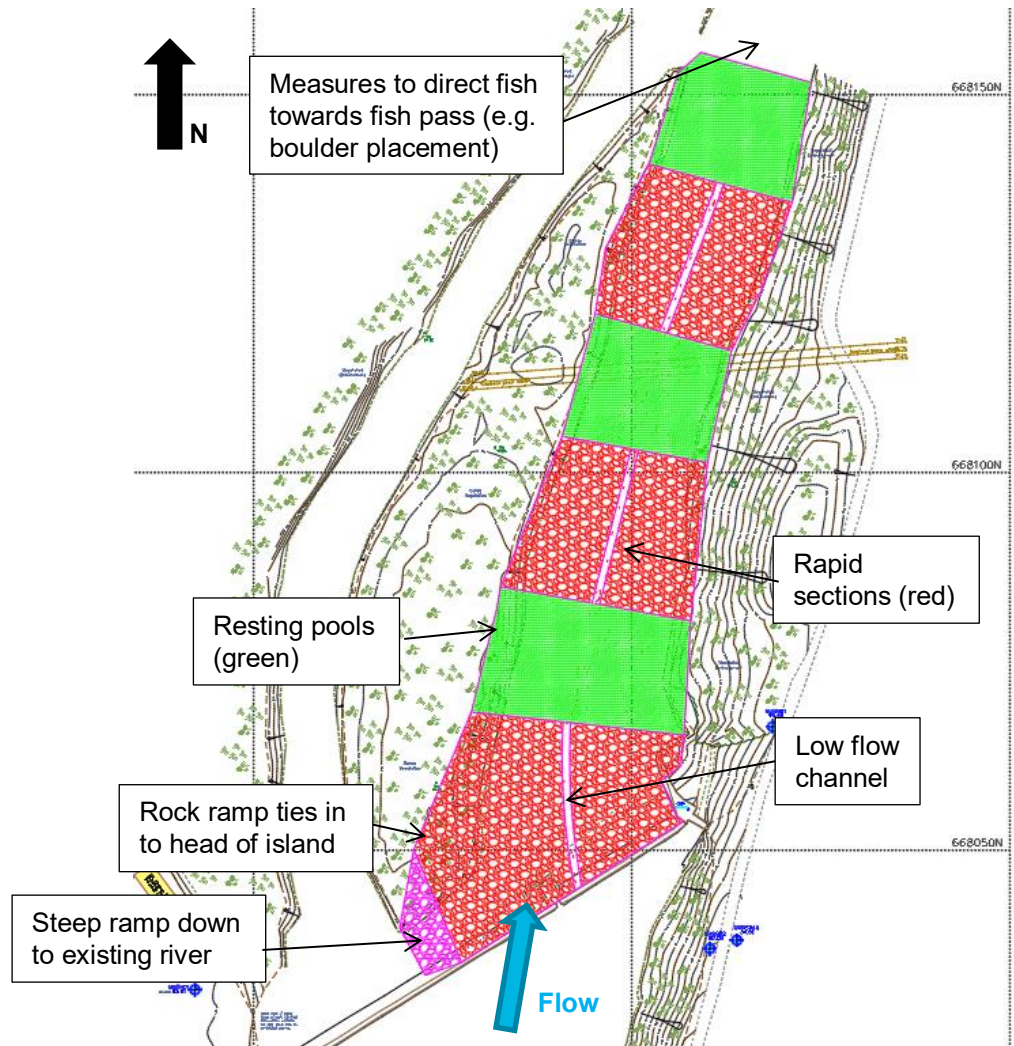 Measures to direct fish
towards fish pass (e.g.
boulder placement)
N
668150N
668100N
Rapid
sections (red)
Resting pools
(green)
Low flow
channel
Rock ramp ties in
to head of island
668050N
Steep ramp down
to existing river
Flow